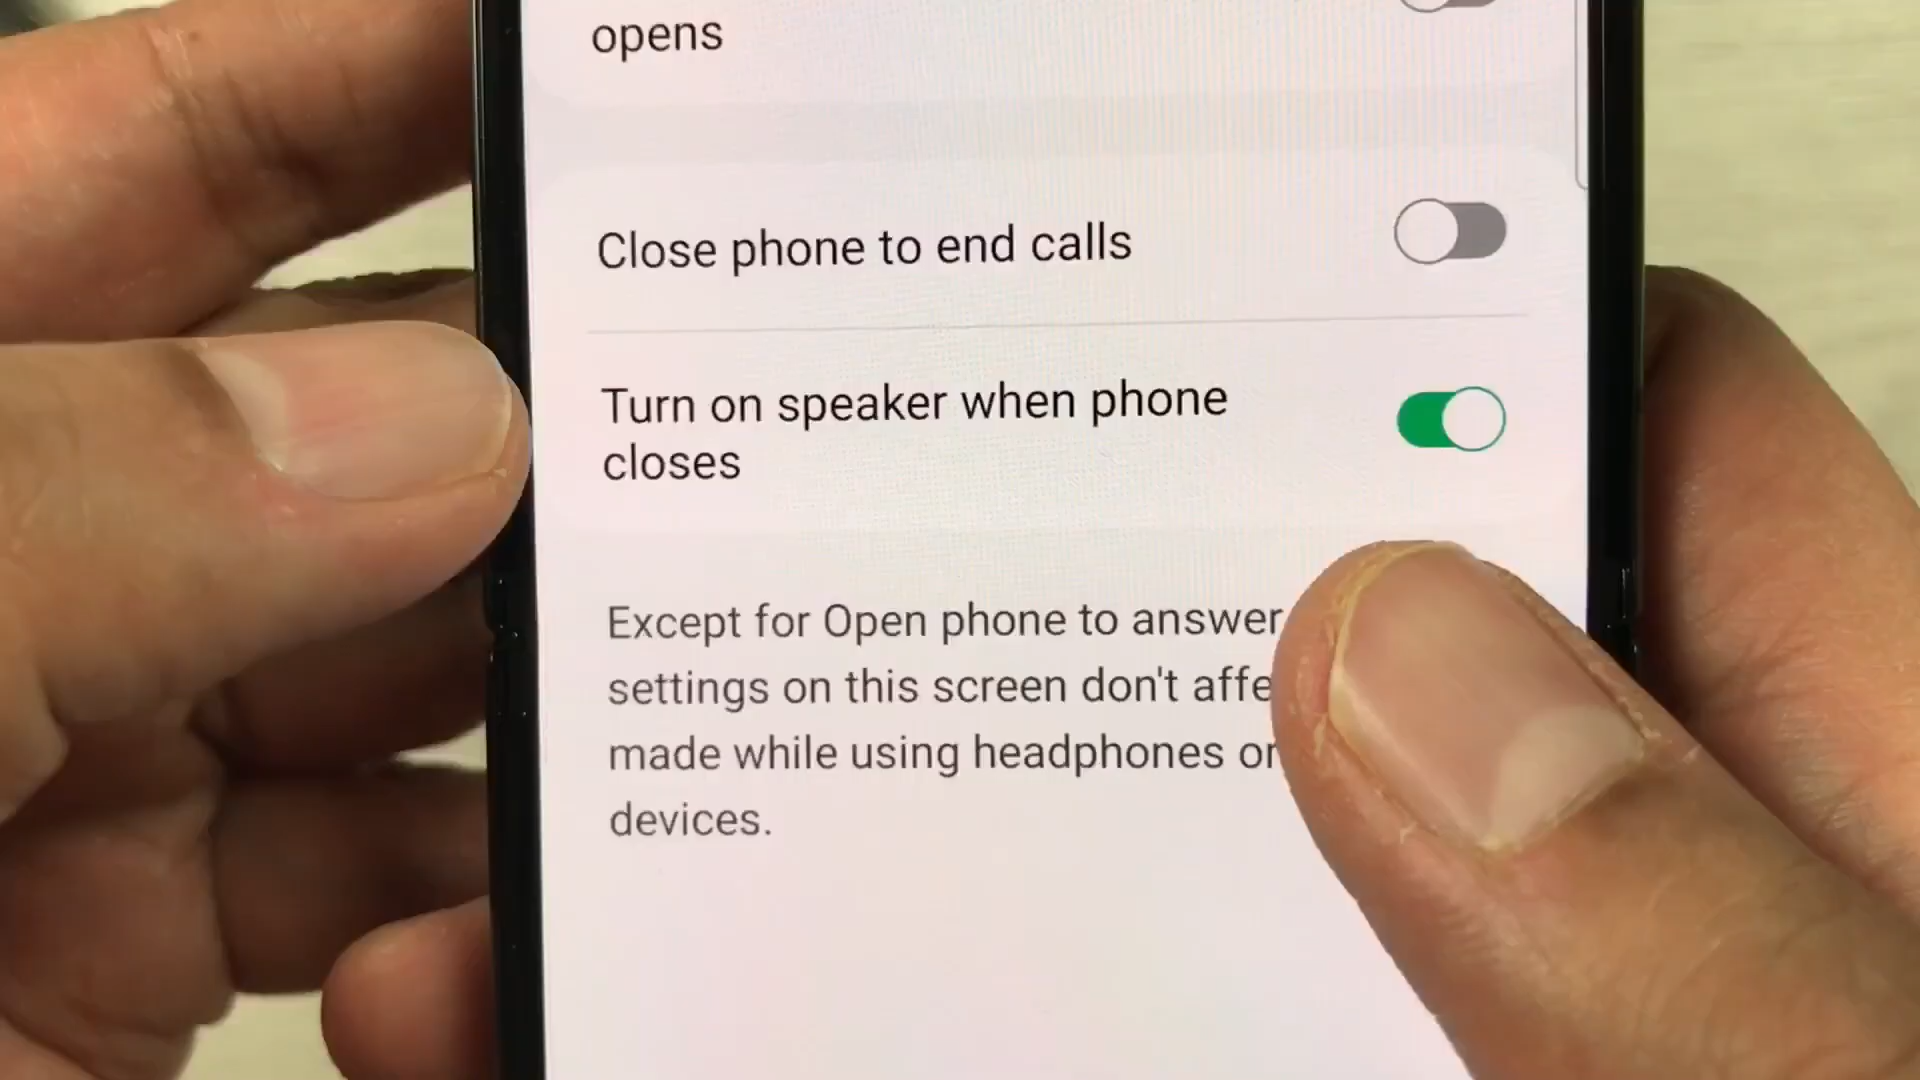 opens
Close phone to end calls
Turn on speaker when phone
closes
Except for Open phone to answer
settings on this screen don't
made while using headphones or
devices.